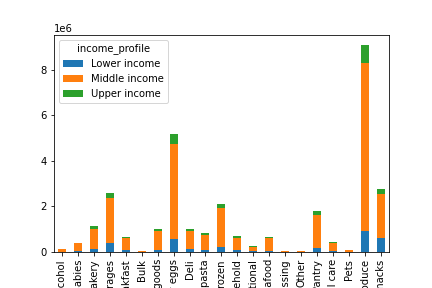 1e6
income_profile
Lower income
Middle income
Upper income
8
6
4
2
0
cohol
abies
akery
rages
kfast
Bulk
goods
eggs
Deli
pasta
rozen
ehold
tional
afood
ssing
Other
antry
l care
Pets
oduce
nacks